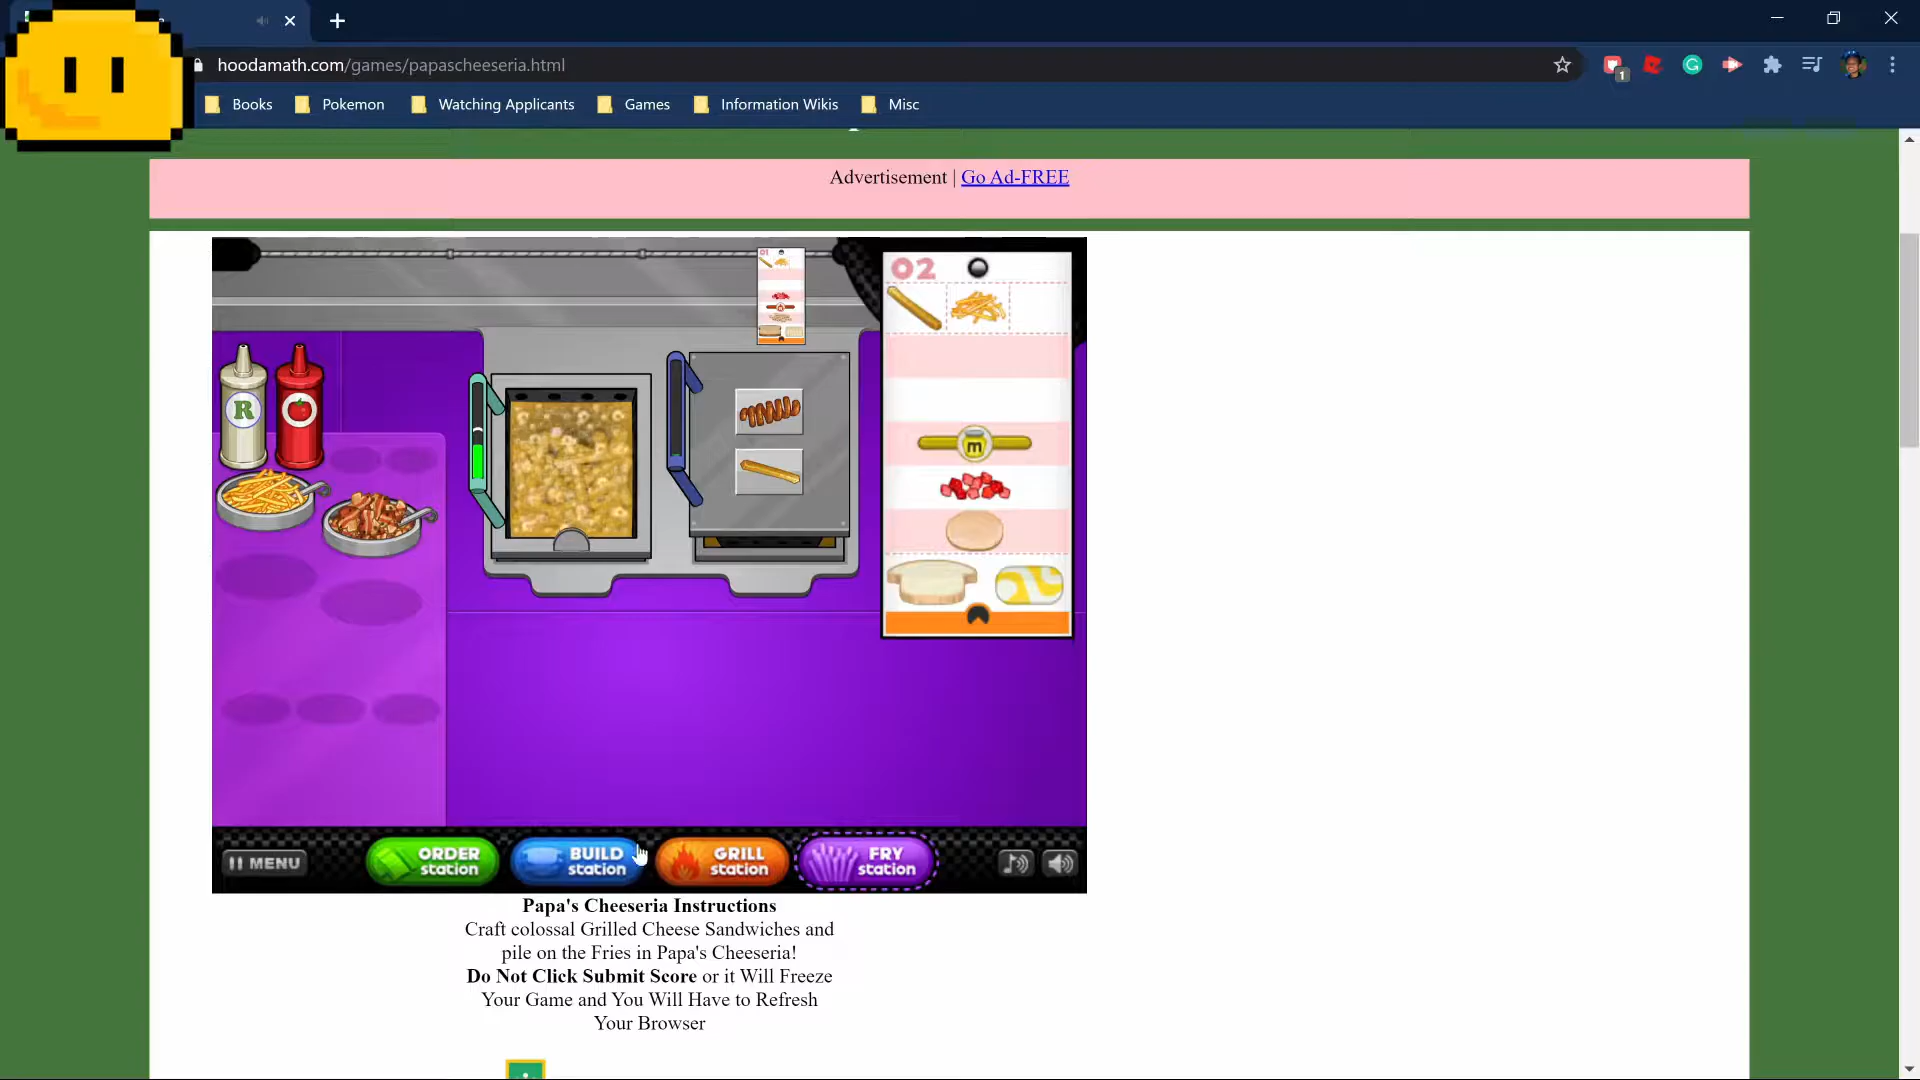 hoodamath.com/games/papascheeseria.html
1
Books
Pokemon
Watching Applicants
Games
Information Wikis
Misc
Advertisement | Go Ad-FREE
01
02
R
m
MENU
ORDER station
BUILD station
GRILL station
FRY station
Papa's Cheeseria Instructions
Craft colossal Grilled Cheese Sandwiches and
pile on the Fries in Papa's Cheeseria!
Do Not Click Submit Score or it Will Freeze
Your Game and You Will Have to Refresh
Your Browser